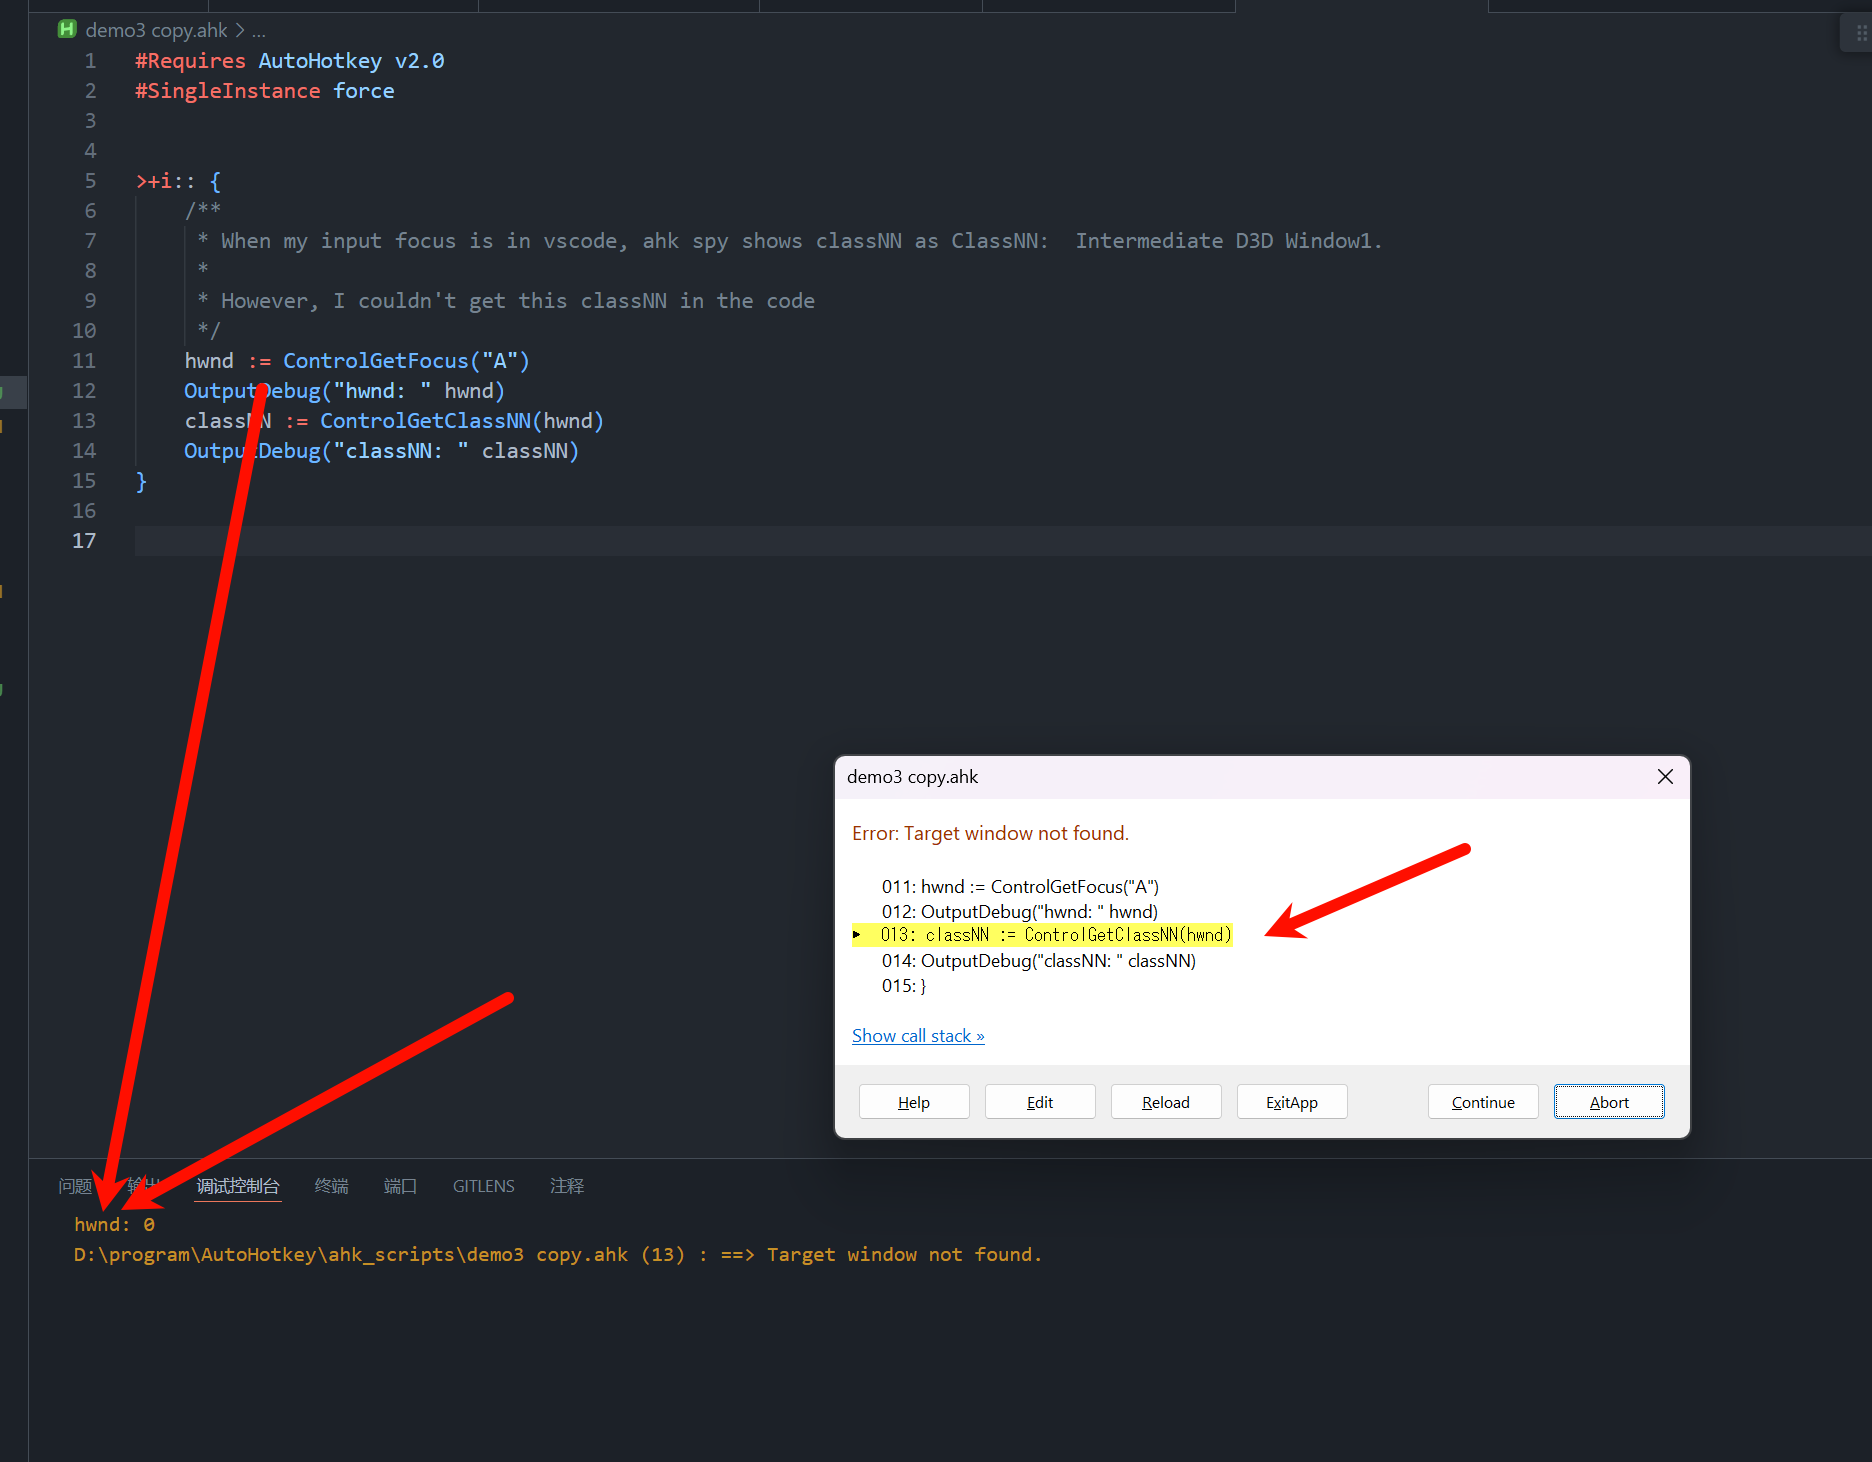 demo3 copy.ahk > ...
1 #Requires AutoHotkey v2.0
2 #SingleInstance force
3
4
5 >+i:: {
6 /**
7 * When my input focus is in vscode, ahk spy shows classNN as ClassNN:  Intermediate D3D Window1.
8 *
9 * However, I couldn't get this classNN in the code
10 */
11 hwnd := ControlGetFocus("A")
12 OutputDebug("hwnd: " hwnd)
13 classNN := ControlGetClassNN(hwnd)
14 OutputDebug("classNN: " classNN)
15 }
16
17
demo3 copy.ahk
Error: Target window not found.
011: hwnd := ControlGetFocus("A")
012: OutputDebug("hwnd: " hwnd)
▶ 013: classNN := ControlGetClassNN(hwnd)
014: OutputDebug("classNN: " classNN)
015: }
Show call stack »
Help Edit Reload ExitApp Continue Abort
问题 输出 调试控制台 终端 端口 GITLENS 注释
hwnd: 0
D:\program\AutoHotkey\ahk_scripts\demo3 copy.ahk (13) : ==> Target window not found.